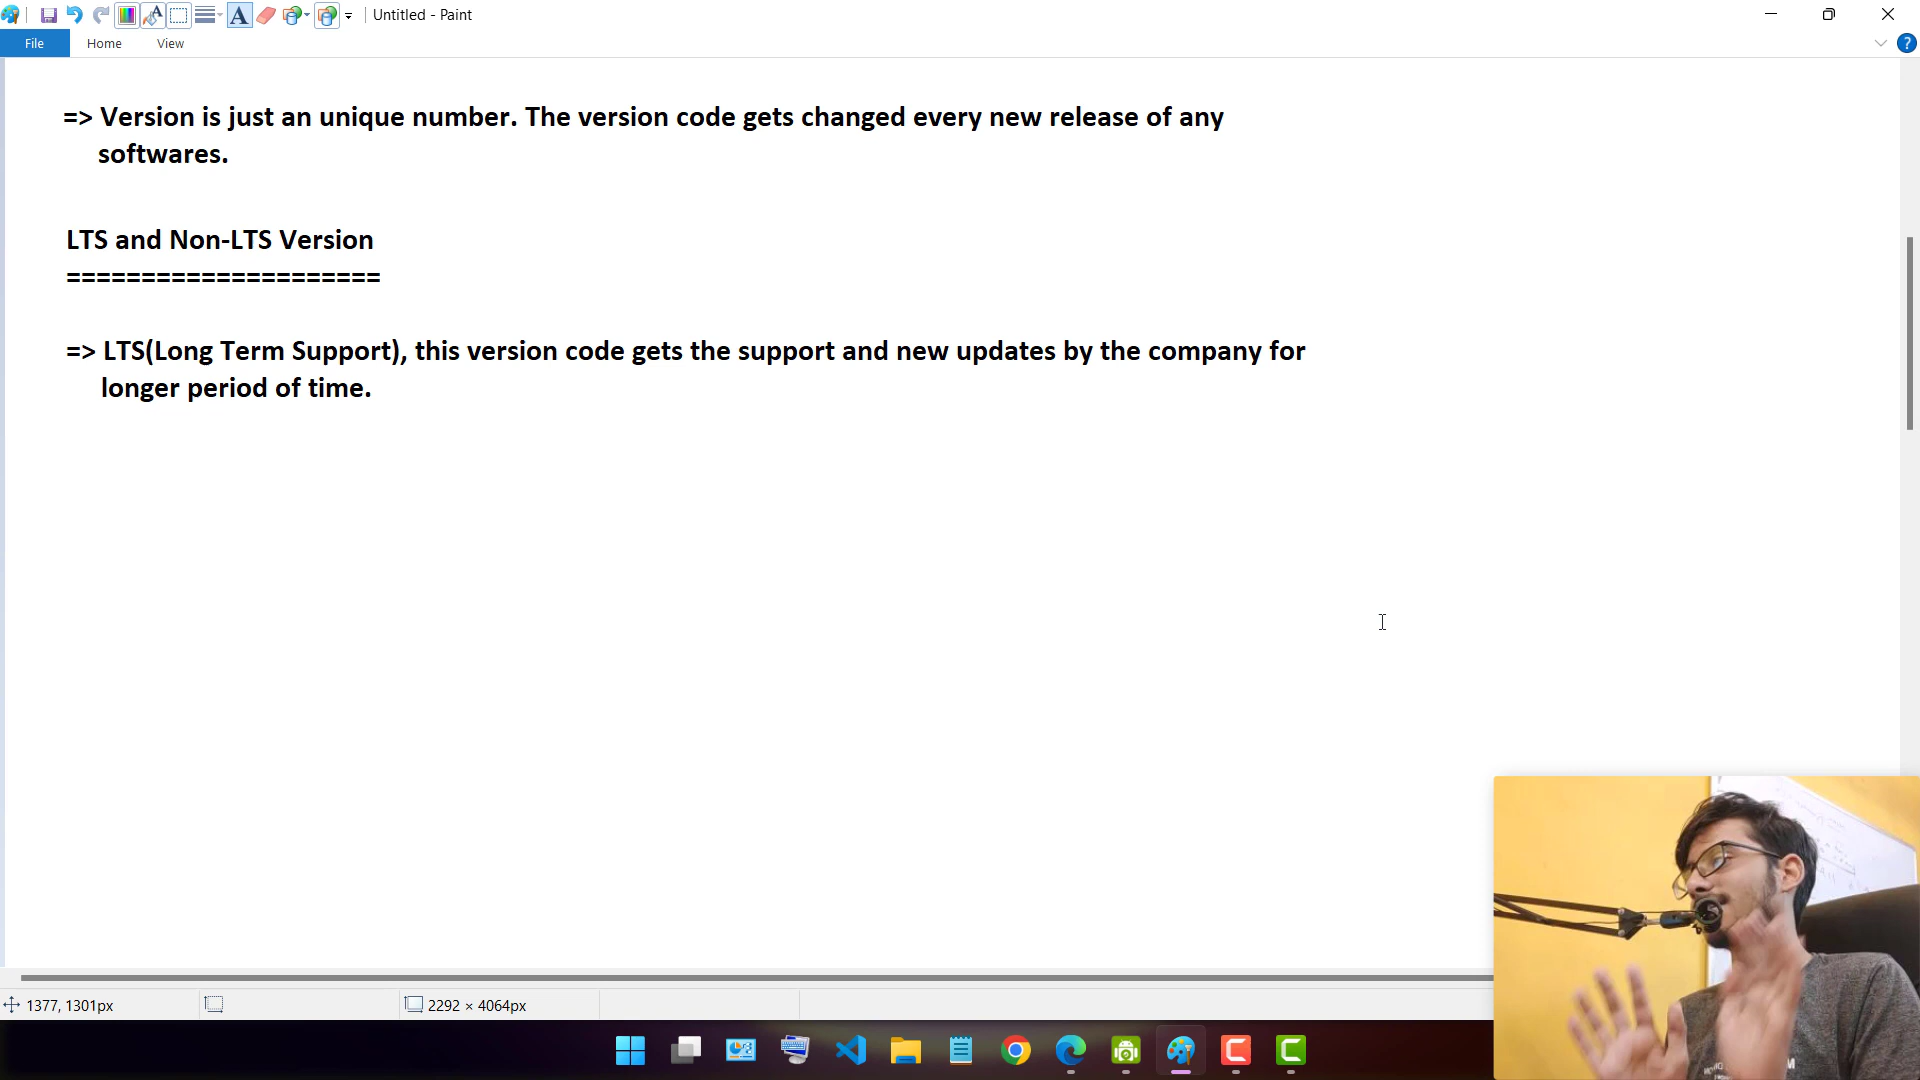 Untitled - Paint
File
Home
View
?
=> Version is just an unique number. The version code gets changed every new release of any
softwares.
LTS and Non-LTS Version
=====================
=> LTS(Long Term Support), this version code gets the support and new updates by the company for
longer period of time.
1377, 1301px
2292 × 4064px